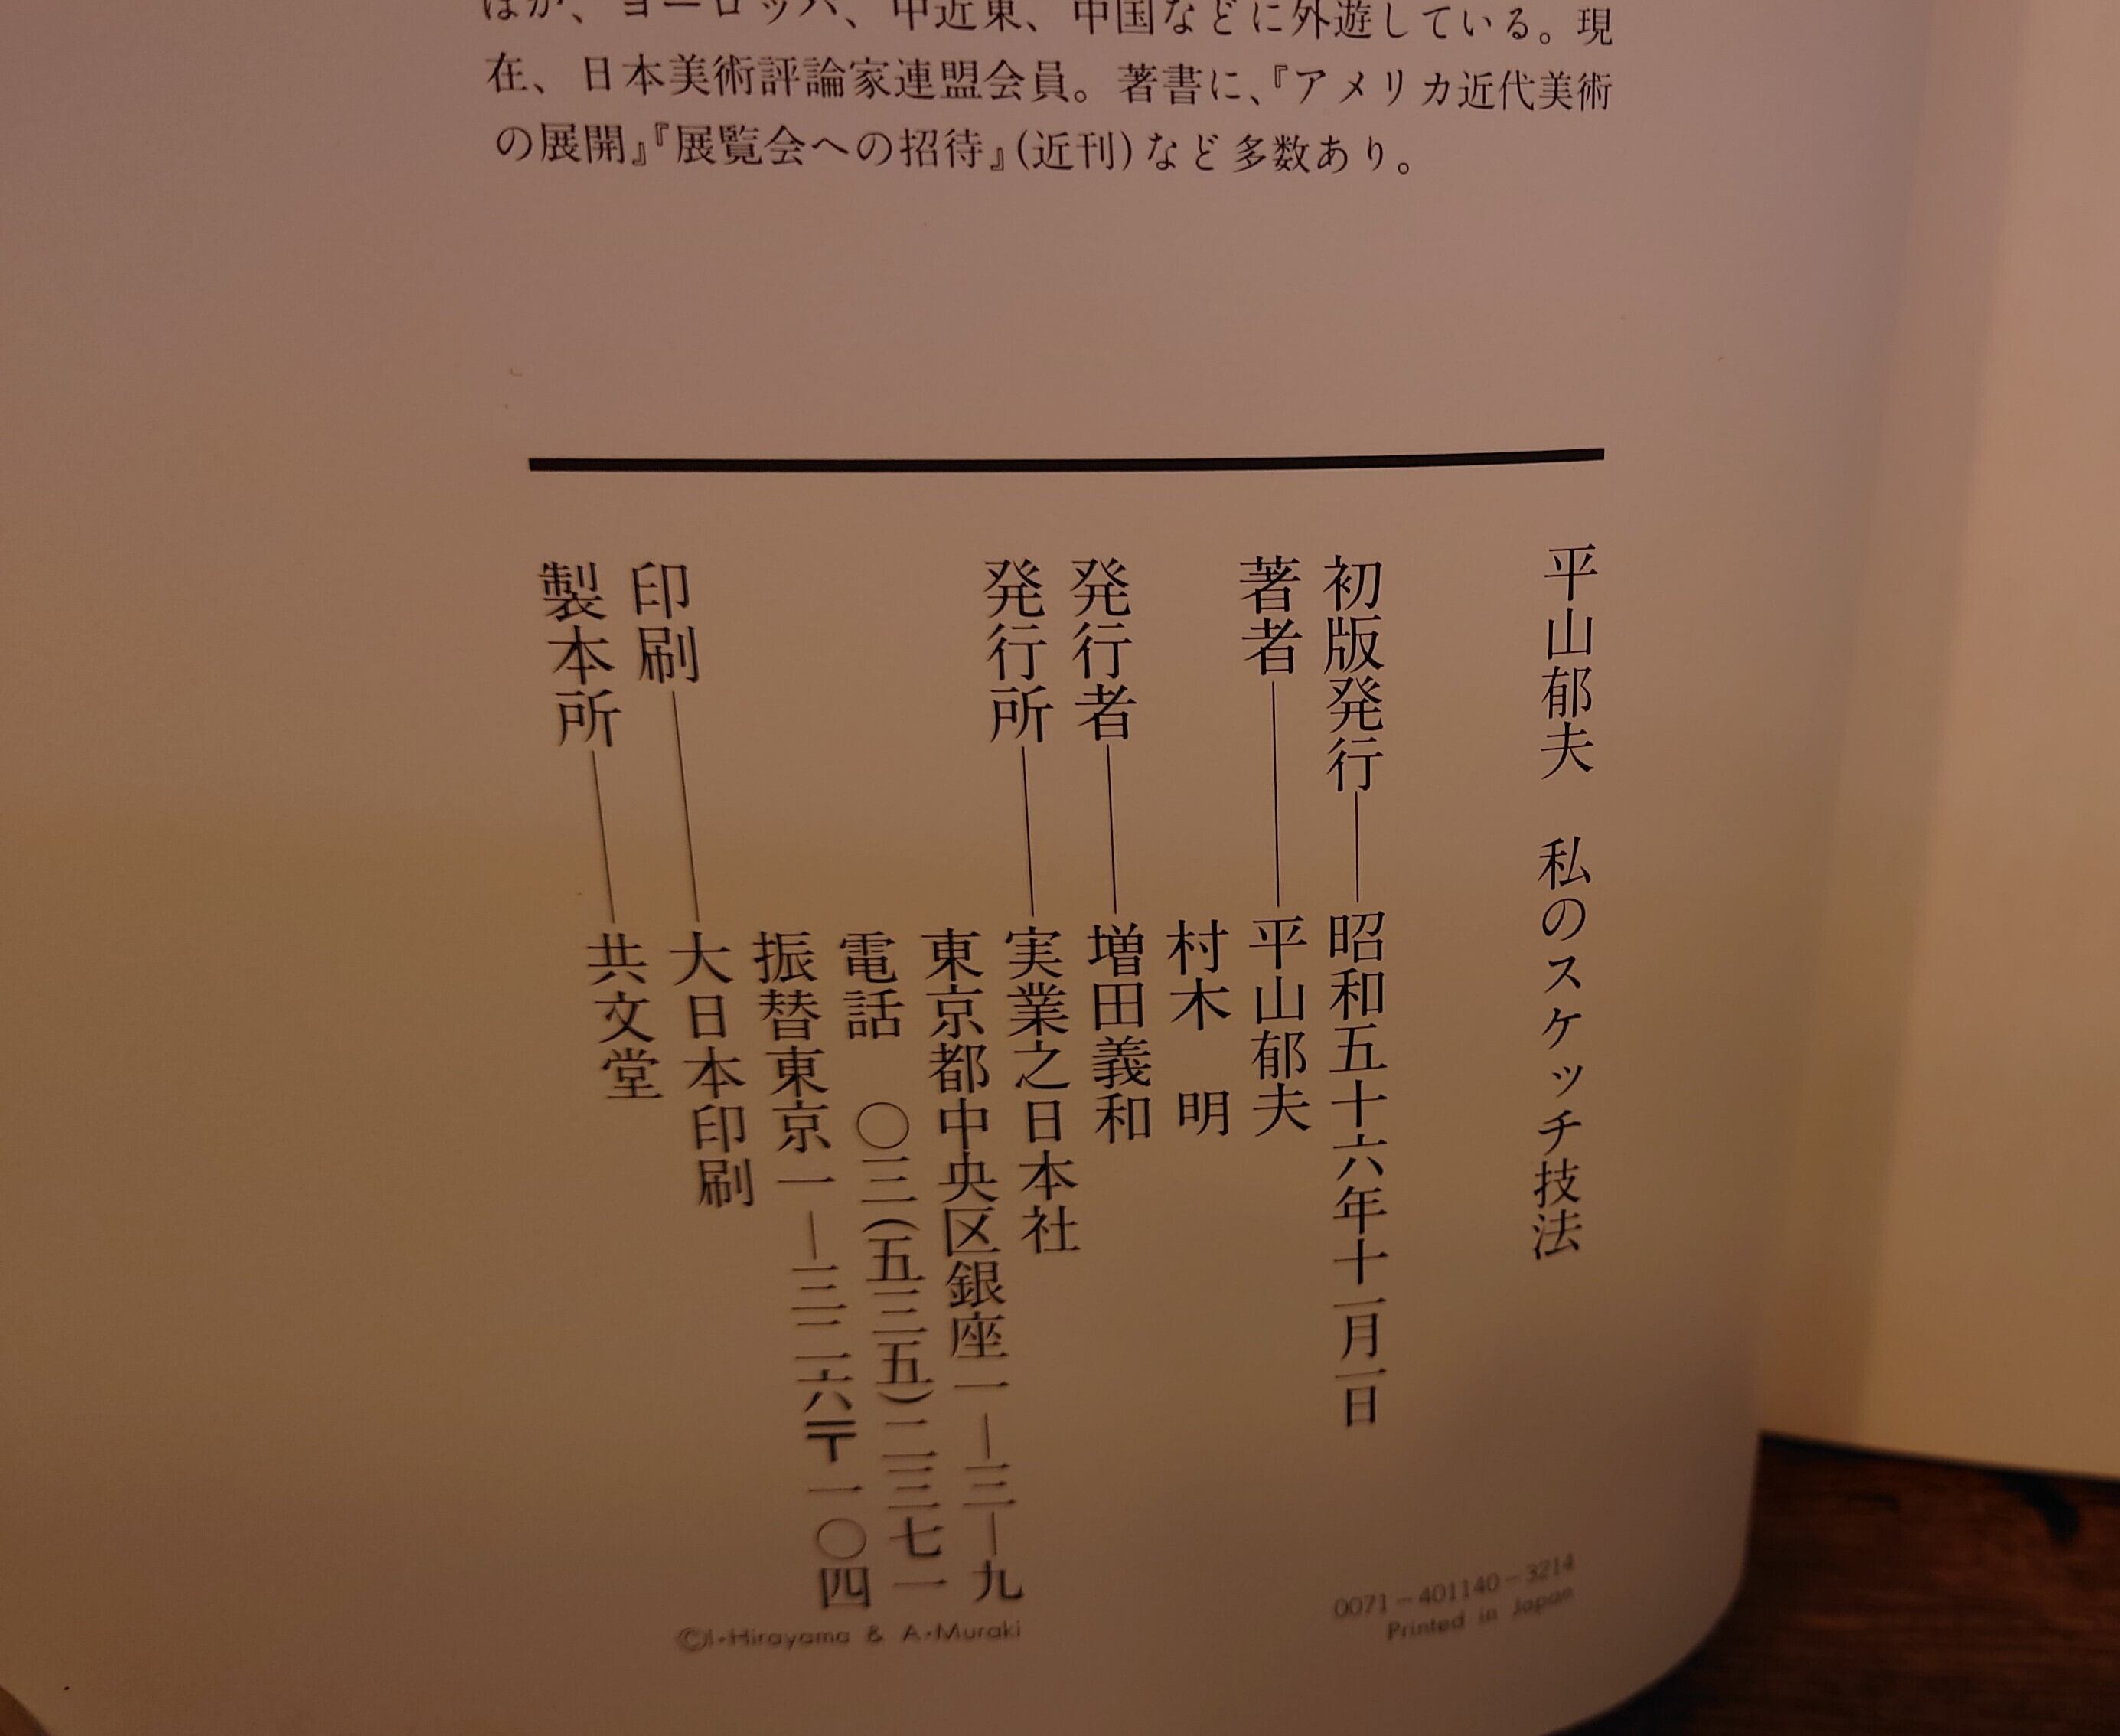 ほか、ヨーロッパ、中近東、中国などに外遊している。現
在、日本美術評論家連盟会員。著書に、『アメリカ近代美術
の展開』『展覧会への招待』(近刊)など多数あり。
平山郁夫　私のスケッチ技法
初版発行——昭和五十六年十一月一日
著者——平山郁夫
村木　明
発行者——増田義和
発行所——実業之日本社
東京都中央区銀座一—三—九
電話　〇三(五三五)二三七一
振替東京一—三二六〒一〇四
印刷——大日本印刷
製本所——共文堂
0071-401140-3214
Printed in Japan
©I・Hirayama & A・Muraki